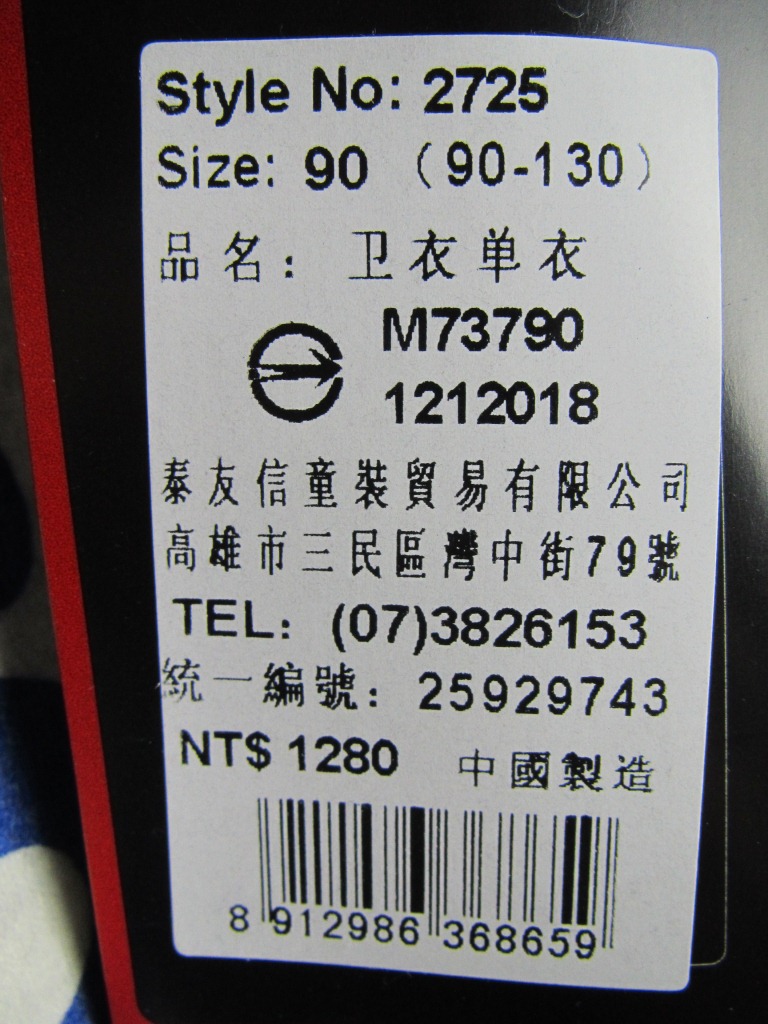 Style No: 2725
Size: 90 （90-130）
品名：卫衣单衣
M73790
1212018
泰友信童裝貿易有限公司
高雄市三民區灣中街79號
TEL: (07)3826153
統一編號：25929743
NT$ 1280 中國製造
8 912986 368659